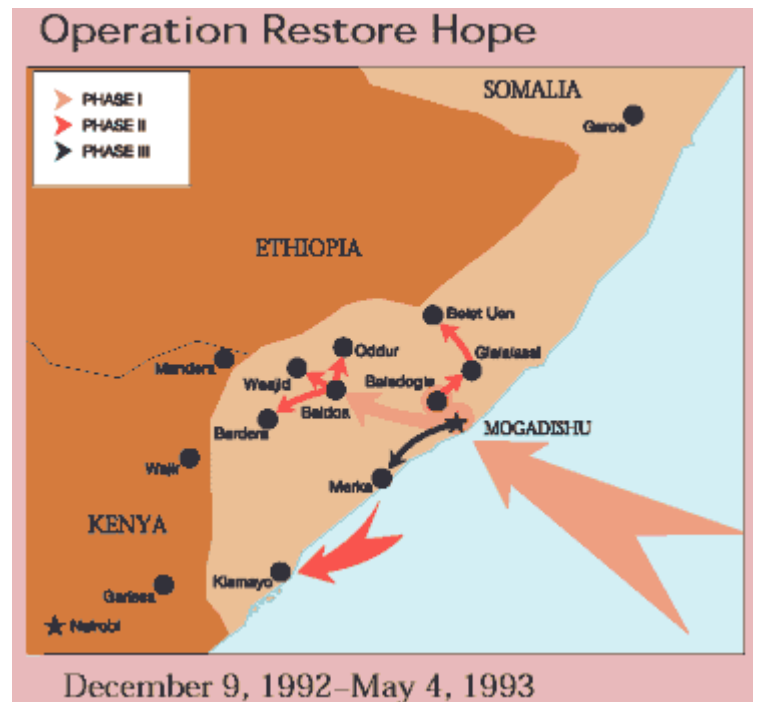 Operation Restore Hope
PHASE I
PHASE II
PHASE III
SOMALIA
Garoe
ETHIOPIA
Belet Uen
Oddur
Gialalassi
Mandera
Weajid
Baledogle
Baidoa
Bardera
MOGADISHU
Wajir
Merka
KENYA
Kismayo
Garissa
Nairobi
December 9, 1992–May 4, 1993